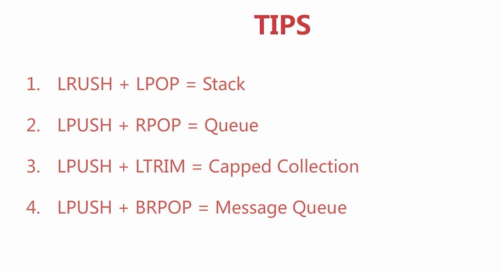 TIPS
1. LRUSH + LPOP = Stack
2. LPUSH + RPOP = Queue
3. LPUSH + LTRIM = Capped Collection
4. LPUSH + BRPOP = Message Queue